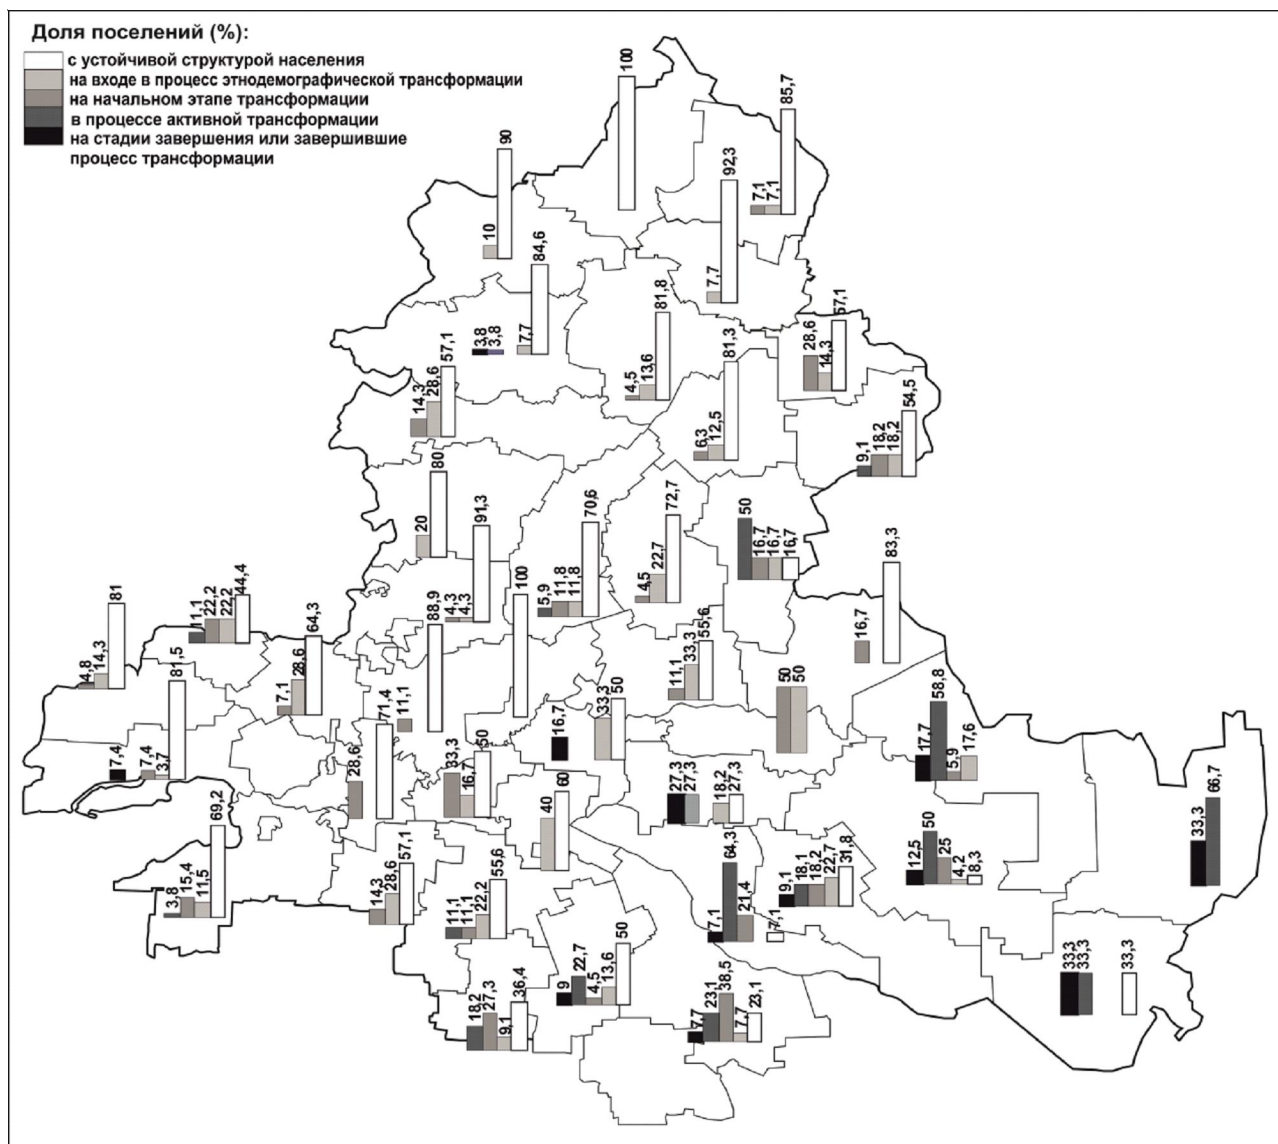 Доля поселений (%):
с устойчивой структурой населения
на входе в процесс этнодемографической трансформации
на начальном этапе трансформации
в процессе активной трансформации
на стадии завершения или завершившие
процесс трансформации
100
7,1 7,1 85,7
10 90
7,7 92,3
3,8 3,8 7,7 84,6
4,5 13,6 81,8
28,6 14,3 57,1
14,3 28,6 57,1
6,3 12,5 81,3
9,1 18,2 18,2 54,5
20 80
4,3 4,3 91,3
5,9 11,8 11,8 70,6
4,5 22,7 72,7
50 16,7 16,7 16,7
16,7 83,3
4,8 14,3 81
11,1 22,2 22,2 44,4
7,1 28,6 64,3
11,1 88,9
100
11,1 33,3 55,6
7,4 7,4 3,7 81,5
28,6 71,4
33,3 16,7 50
16,7 33,3 50
50 50
17,7 58,8 5,9 17,6
27,3 27,3 18,2 27,3
40 60
33,3 66,7
3,8 15,4 11,5 69,2
14,3 28,6 57,1
11,1 11,1 22,2 55,6
7,1 64,3 21,4 7,1
9,1 18,1 18,2 22,7 31,8
12,5 50 25 4,2 8,3
18,2 27,3 9,1 36,4
9 22,7 4,5 13,6 50
7,7 23,1 38,5 7,7 23,1
33,3 33,3 33,3